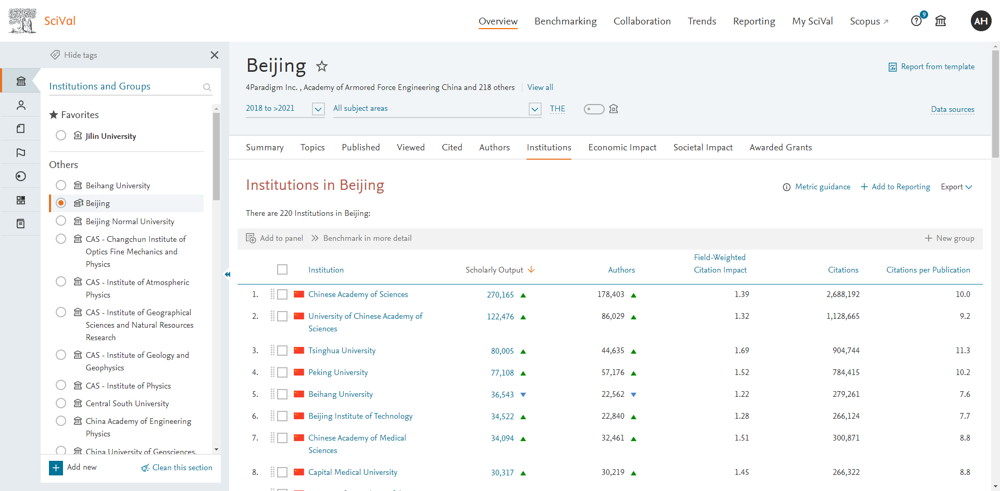 SciVal
Overview
Benchmarking
Collaboration
Trends
Reporting
My SciVal
Scopus
9
AH
Hide tags
Institutions and Groups
Favorites
Jilin University
Others
Beihang University
Beijing
Beijing Normal University
CAS - Changchun Institute of
Optics Fine Mechanics and
Physics
CAS - Institute of Atmospheric
Physics
CAS - Institute of Geographical
Sciences and Natural Resources
Research
CAS - Institute of Geology and
Geophysics
CAS - Institute of Physics
Central South University
China Academy of Engineering
Physics
China University of Geosciences,
Add new
Clean this section
Beijing
Report from template
4Paradigm Inc. , Academy of Armored Force Engineering China and 218 others
View all
2018 to >2021
All subject areas
THE
Data sources
Summary
Topics
Published
Viewed
Cited
Authors
Institutions
Economic Impact
Societal Impact
Awarded Grants
Institutions in Beijing
Metric guidance
Add to Reporting
Export
There are 220 Institutions in Beijing:
Add to panel
Benchmark in more detail
New group
Institution
Scholarly Output
Authors
Field-Weighted
Citation Impact
Citations
Citations per Publication
1. Chinese Academy of Sciences 270,165 178,403 1.39 2,688,192 10.0
2. University of Chinese Academy of 122,476 86,029 1.32 1,128,665 9.2
Sciences
3. Tsinghua University 80,005 44,635 1.69 904,744 11.3
4. Peking University 77,108 57,176 1.52 784,415 10.2
5. Beihang University 36,543 22,562 1.22 279,261 7.6
6. Beijing Institute of Technology 34,522 22,840 1.28 266,124 7.7
7. Chinese Academy of Medical 34,094 32,461 1.51 300,871 8.8
Sciences
8. Capital Medical University 30,317 30,219 1.45 266,322 8.8